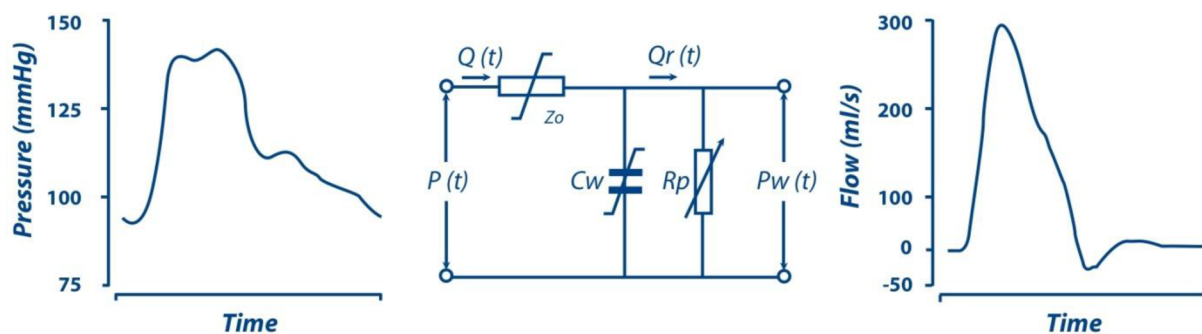 Pressure (mmHg)
150
125
100
75
Time
Q (t)
Qr (t)
Zo
P (t)
Cw
Rp
Pw (t)
Flow (ml/s)
300
200
100
0
-50
Time